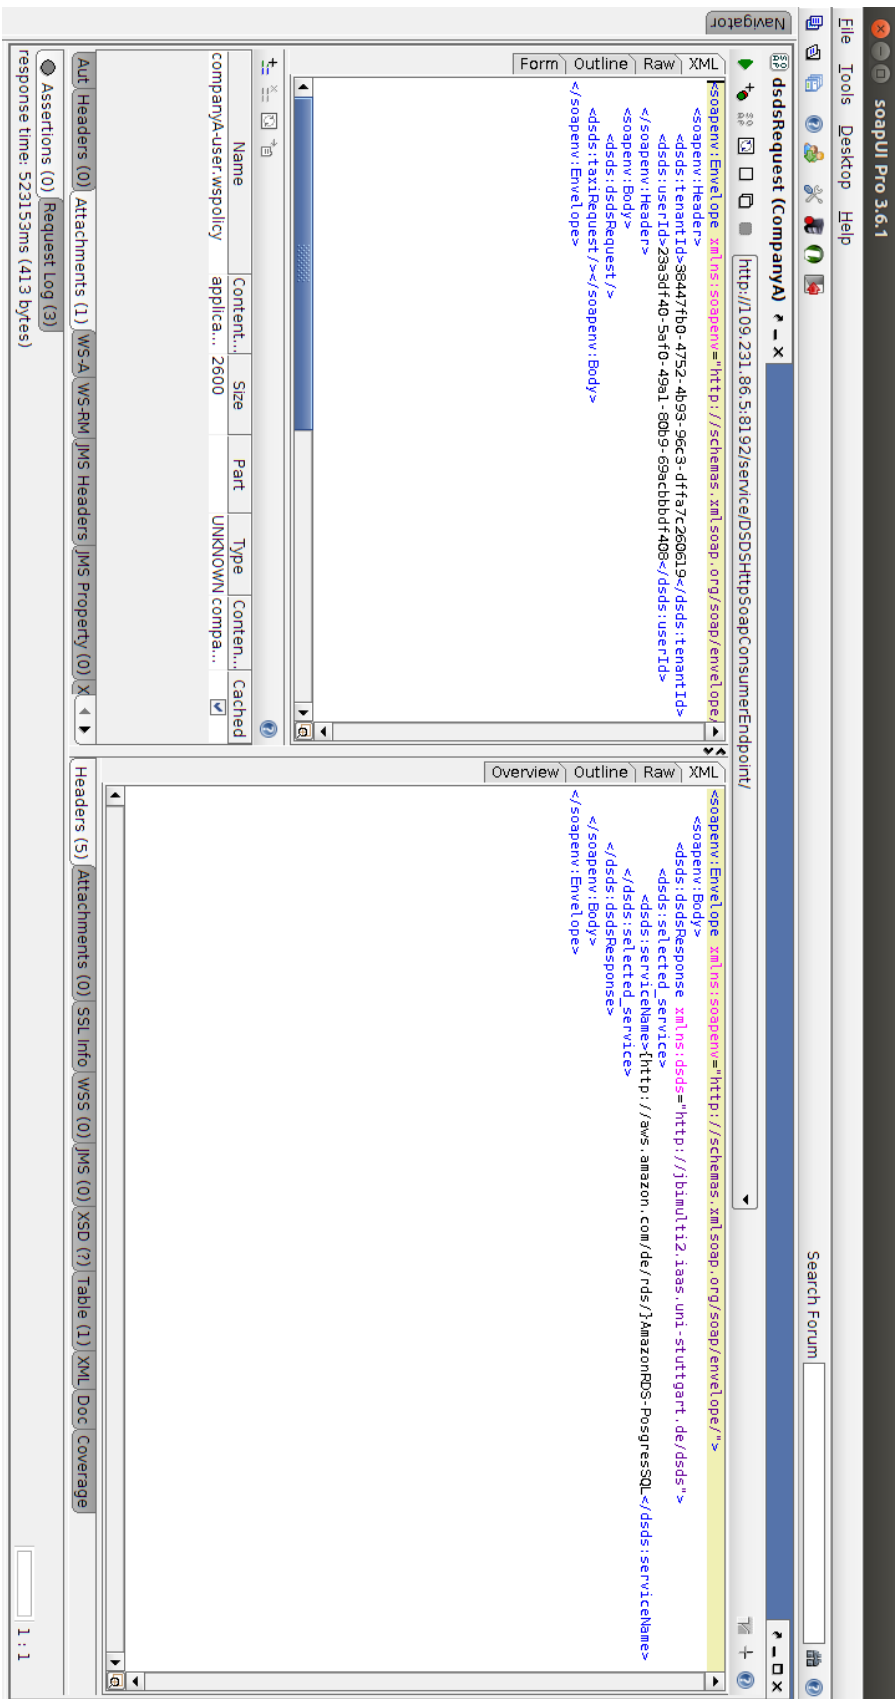 soapUI Pro 3.6.1
File Tools Desktop Help
Search Forum
Navigator
dsdsRequest (CompanyA)
http://109.231.86.5:8192/service/DSDSHttpSoapConsumerEndpoint/
XML
Raw
Outline
Form
<soapenv:Envelope xmlns:soapenv="http://schemas.xmlsoap.org/soap/envelope/
<soapenv:Header>
<dsds:tenantId>38447fb0-4752-4b93-96c3-dffa7c260619</dsds:tenantId>
<dsds:userId>23a3df40-5af0-49a1-80b9-69acbbbdf408</dsds:userId>
</soapenv:Header>
<soapenv:Body>
<dsds:dsdsRequest/>
<dsds:taxiRequest/></soapenv:Body>
</soapenv:Envelope>
Name Content... Size Part Type Conten... Cached
companyA-user.wspolicy applica... 2600 UNKNOWN compa...
Aut Headers (0) Attachments (1) WS-A WS-RM JMS Headers JMS Property (0) X
Assertions (0) Request Log (3)
response time: 523153ms (413 bytes)
XML
Raw
Outline
Overview
<soapenv:Envelope xmlns:soapenv="http://schemas.xmlsoap.org/soap/envelope/">
<soapenv:Body>
<dsds:dsdsResponse xmlns:dsds="http://jbimulti2.iaas.uni-stuttgart.de/dsds">
<dsds:selected_service>
<dsds:serviceName>{http://aws.amazon.com/de/rds/}AmazonRDS-PosgresSQL</dsds:serviceName>
</dsds:selected_service>
</dsds:dsdsResponse>
</soapenv:Body>
</soapenv:Envelope>
Headers (5) Attachments (0) SSL Info WSS (0) JMS (0) XSD (?) Table (1) XML Doc Coverage
1 : 1